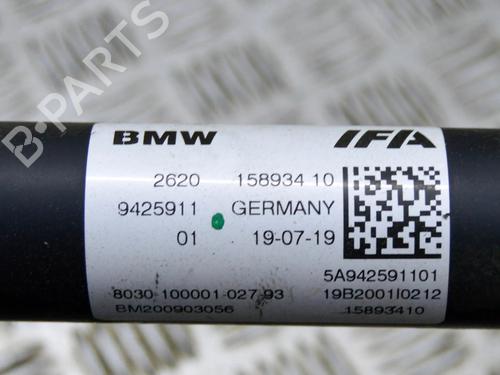 B-PARTS
BMW IFA
2620 158934 10
9425911 GERMANY
01 19-07-19
5A942591101
8030-100001-027-93 19B2001I0212
BM200903056 15893410